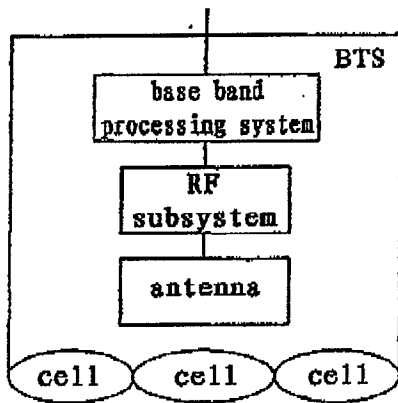 BTS
base band
processing system
RF
subsystem
antenna
cell cell cell